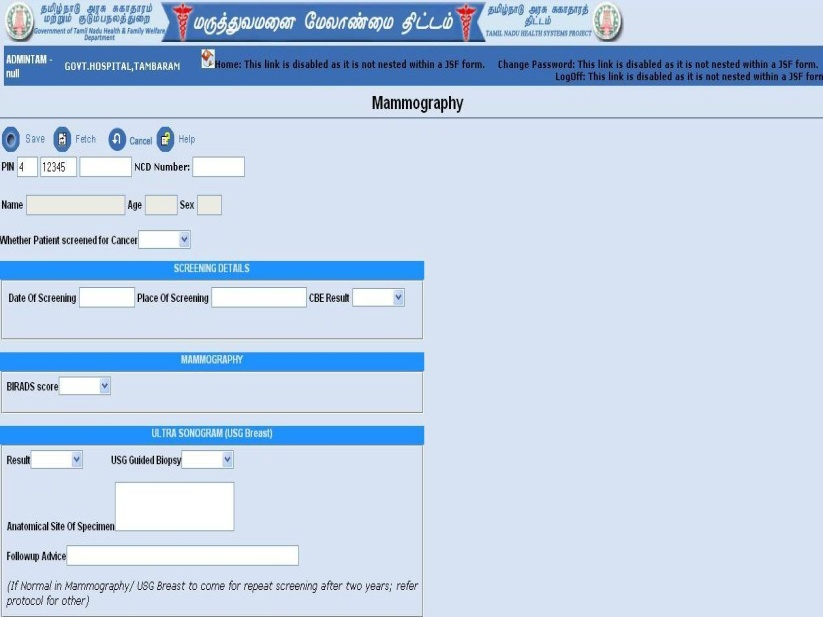 தமிழ்நாடு அரசு சுகாதாரம்
மற்றும் குடும்பநலத்துறை
Government of Tamil Nadu Health & Family Welfare
Department
மருத்துவமனை மேலாண்மை திட்டம்
தமிழ்நாடு அரசு சுகாதாரத்
திட்டம்
TAMIL NADU HEALTH SYSTEMS PROJECT
ADMINTAM -
null
GOVT.HOSPITAL,TAMBARAM
Home: This link is disabled as it is not nested within a JSF form. Change Password: This link is disabled as it is not nested within a JSF form.
LogOff: This link is disabled as it is not nested within a JSF form
Mammography
Save Fetch Cancel Help
PIN 4 12345 NCD Number:
Name Age Sex
Whether Patient screened for Cancer
SCREENING DETAILS
Date Of Screening Place Of Screening CBE Result
MAMMOGRAPHY
BIRADS score
ULTRA SONOGRAM (USG Breast)
Result USG Guided Biopsy
Anatomical Site Of Specimen
Followup Advice
(If Normal in Mammography/ USG Breast to come for repeat screening after two years; refer
protocol for other)